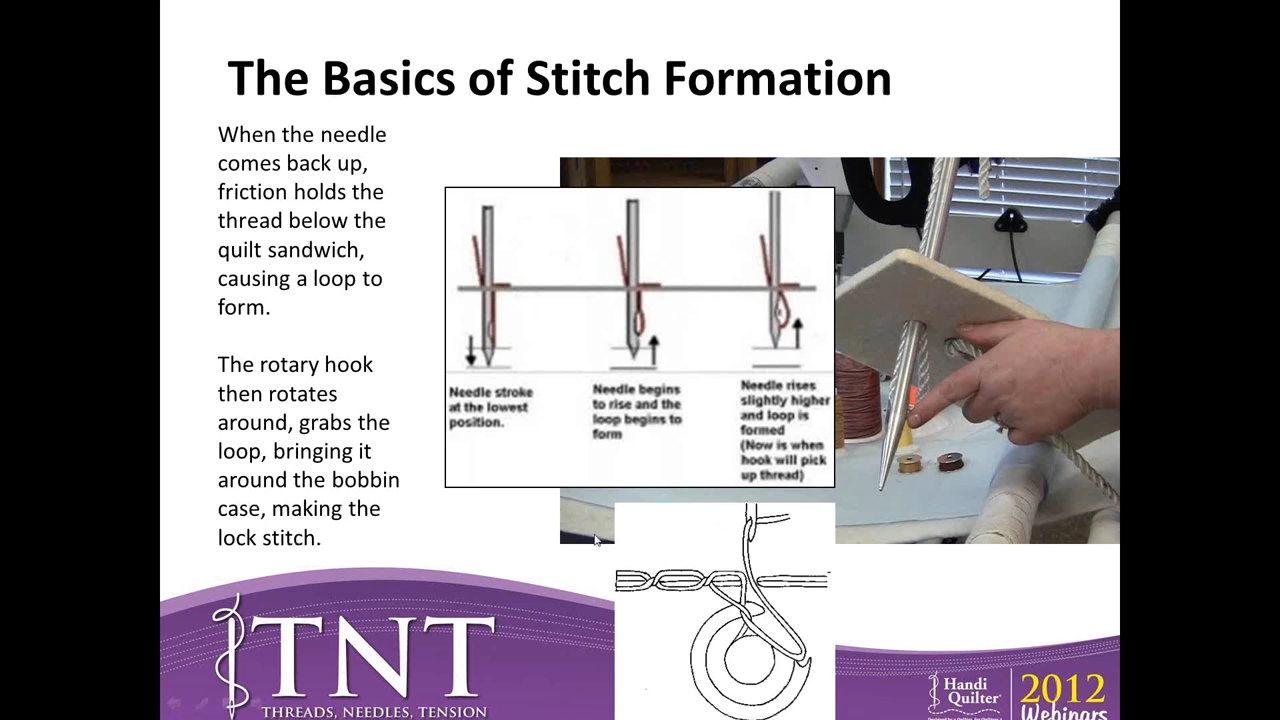 The Basics of Stitch Formation
When the needle
comes back up,
friction holds the
thread below the
quilt sandwich,
causing a loop to
form.
The rotary hook
then rotates
around, grabs the
loop, bringing it
around the bobbin
case, making the
lock stitch.
Needle stroke
at the lowest
position.
Needle begins
to rise and the
loop begins to
form
Needle rises
slightly higher
and loop is
formed
(Now is when
hook will pick
up thread)
TNT
THREADS, NEEDLES, TENSION
Handi
Quilter
2012
Webinars